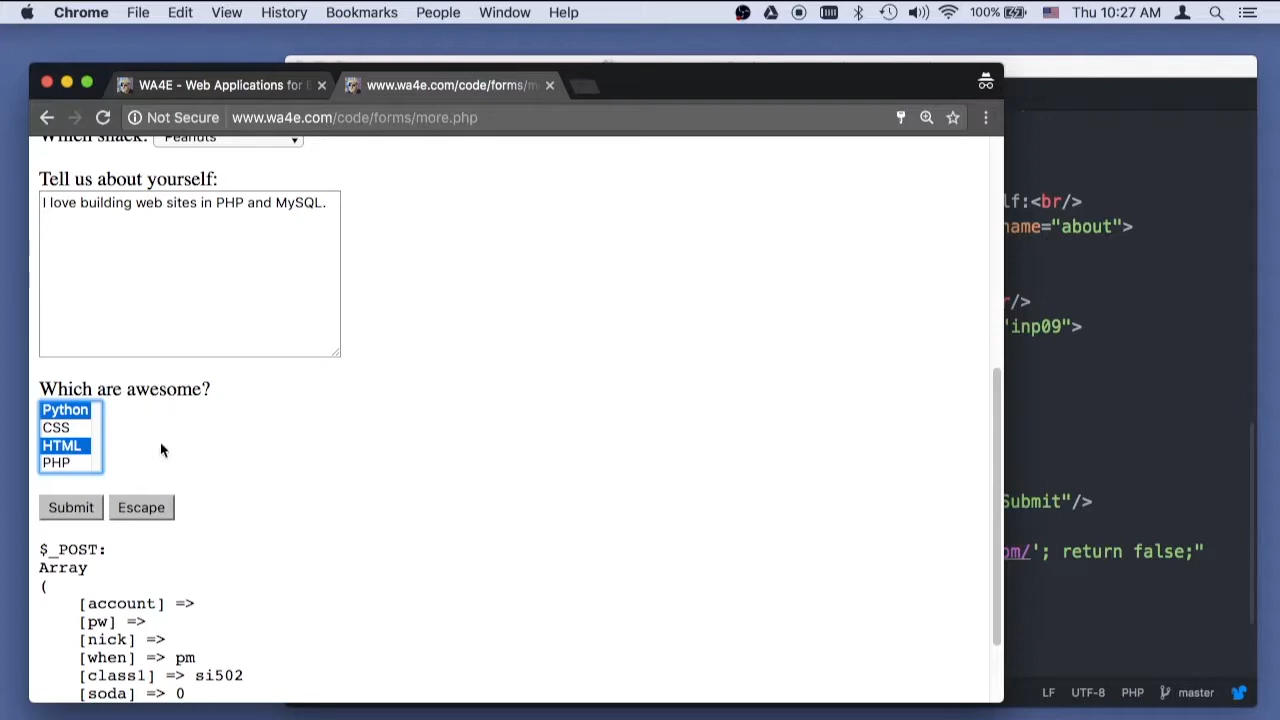 Chrome File Edit View History Bookmarks People Window Help 100% Thu 10:27 AM
WA4E - Web Applications for
www.wa4e.com/code/forms/m
Not Secure www.wa4e.com/code/forms/more.php
Which snack: Peanuts
Tell us about yourself:
I love building web sites in PHP and MySQL.
Which are awesome?
Python
CSS
HTML
PHP
Submit Escape
$_POST:
Array
(
[account] =>
[pw] =>
[nick] =>
[when] => pm
[class1] => si502
[soda] => 0
lf:<br/>
name="about">
r/>
"inp09">
Submit"/>
om/'; return false;"
LF UTF-8 PHP master